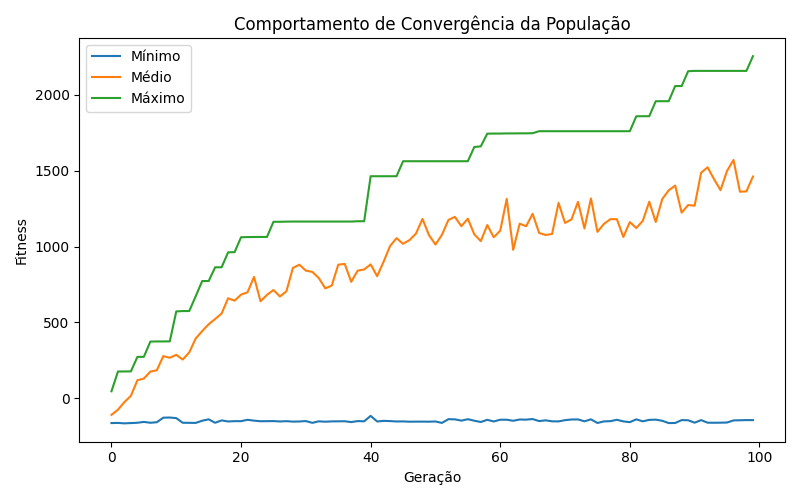 Comportamento de Convergência da População
Mínimo
Médio
Máximo
Fitness
2000
1500
1000
500
0
0 20 40 60 80 100
Geração